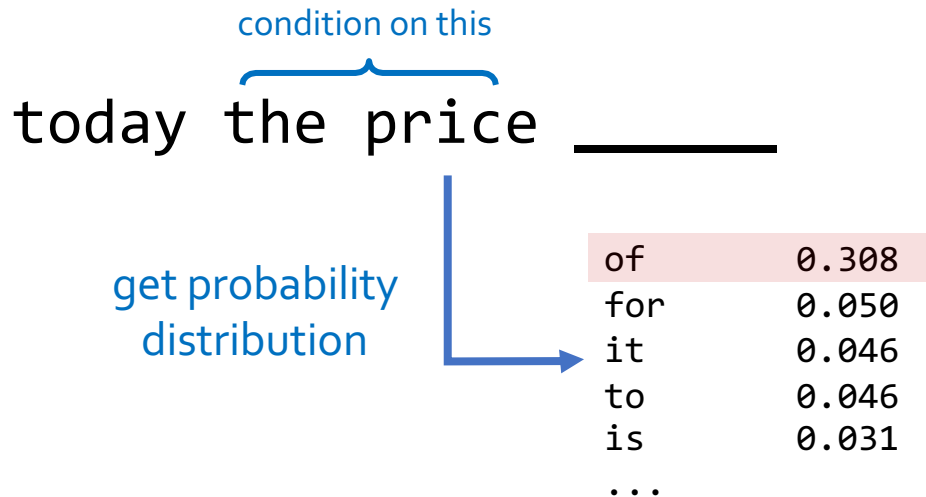 condition on this
today the price ______
get probability
distribution
of 0.308
for 0.050
it 0.046
to 0.046
is 0.031
...